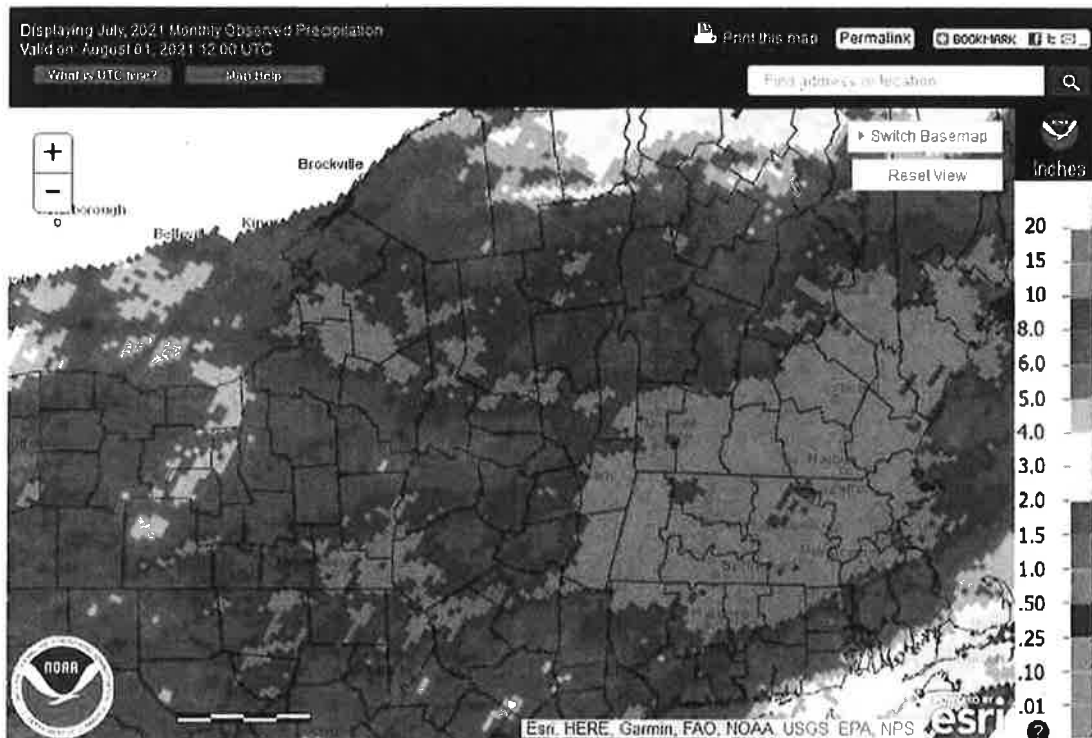 Displaying July, 2021 Monthly Observed Precipitation
Valid on: August 01, 2021 12:00 UTC
What is UTC time?
Map Help
Print this map
Permalink
BOOKMARK
Find address or location
+
−
Switch Basemap
Reset View
Inches
Brockville
borough
Belleville
20
15
10
8.0
6.0
5.0
4.0
3.0
2.0
1.5
1.0
.50
.25
.10
.01
NOAA
Esri, HERE, Garmin, FAO, NOAA, USGS, EPA, NPS
POWERED BY
esri
?